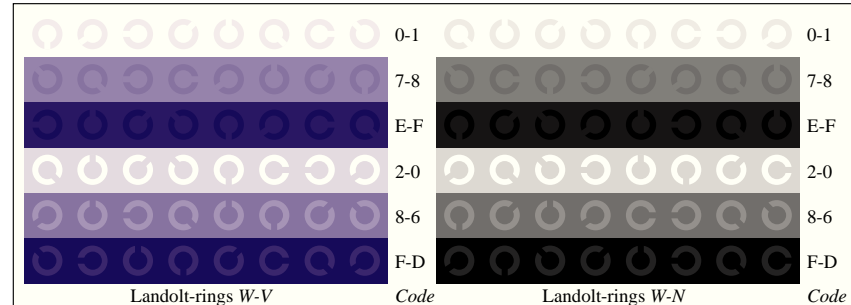 0-1
7-8
E-F
2-0
8-6
F-D
Landolt-rings W-V Code
0-1
7-8
E-F
2-0
8-6
F-D
Landolt-rings W-N Code